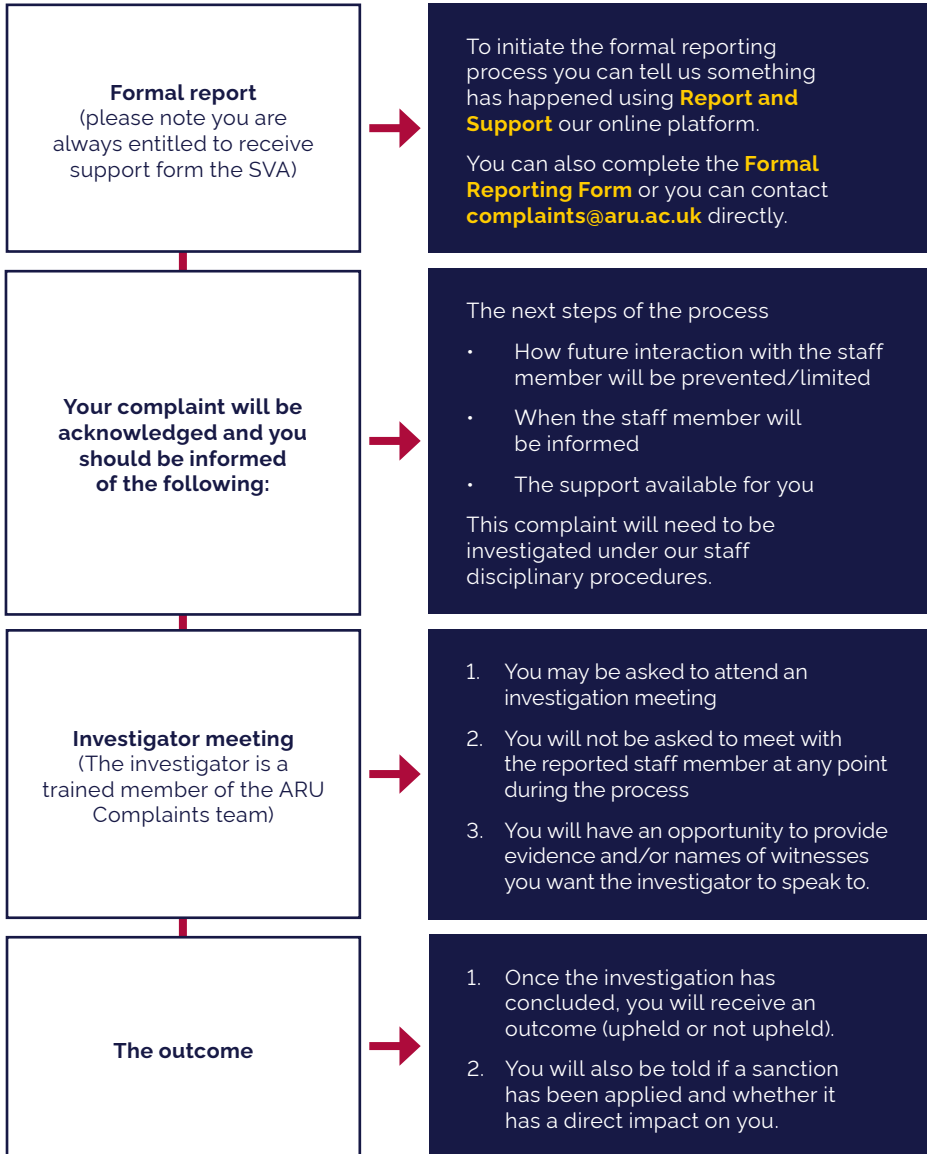 Formal report
(please note you are
always entitled to receive
support form the SVA)
To initiate the formal reporting
process you can tell us something
has happened using Report and
Support our online platform.
You can also complete the Formal
Reporting Form or you can contact
complaints@aru.ac.uk directly.
Your complaint will be
acknowledged and you
should be informed
of the following:
The next steps of the process
• How future interaction with the staff
member will be prevented/limited
• When the staff member will
be informed
• The support available for you
This complaint will need to be
investigated under our staff
disciplinary procedures.
Investigator meeting
(The investigator is a
trained member of the ARU
Complaints team)
1. You may be asked to attend an
investigation meeting
2. You will not be asked to meet with
the reported staff member at any point
during the process
3. You will have an opportunity to provide
evidence and/or names of witnesses
you want the investigator to speak to.
The outcome
1. Once the investigation has
concluded, you will receive an
outcome (upheld or not upheld).
2. You will also be told if a sanction
has been applied and whether it
has a direct impact on you.